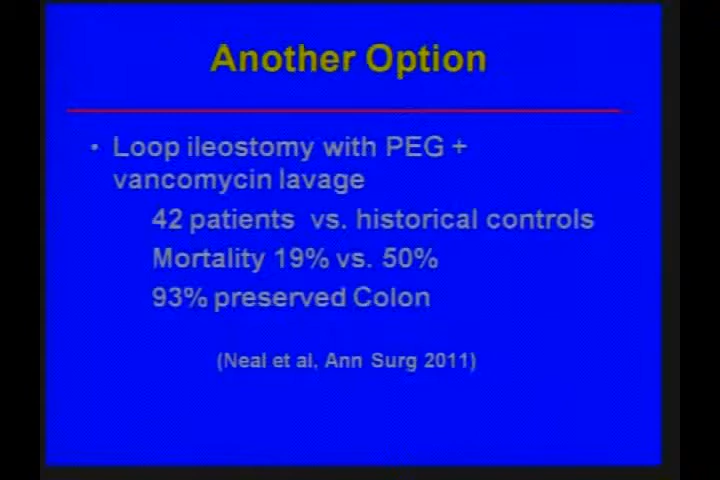 Another Option
• Loop ileostomy with PEG +
vancomycin lavage
42 patients vs. historical controls
Mortality 19% vs. 50%
93% preserved Colon
(Neal et al, Ann Surg 2011)